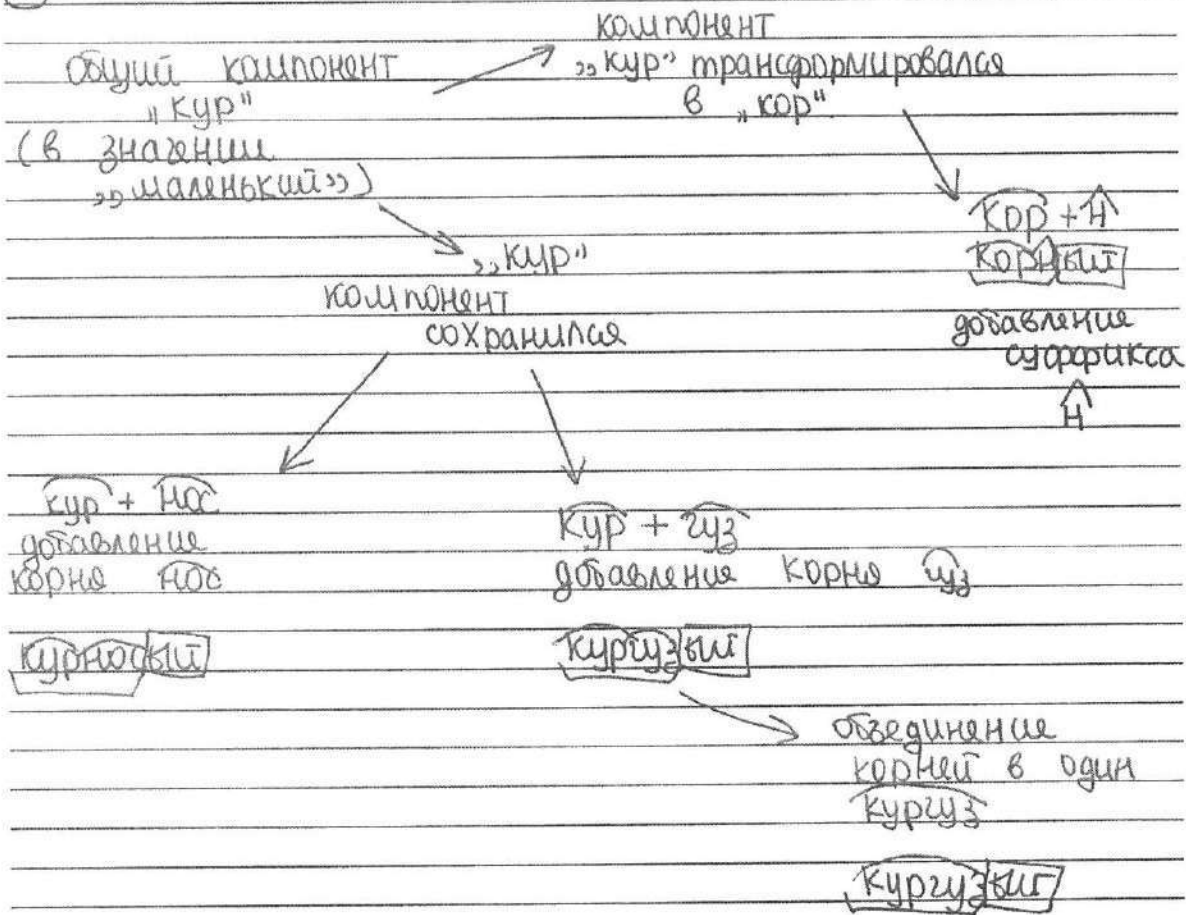 общий компонент
„кур"
(в значении
„маленький")
компонент
„кур" трансформировался
в „кор"
кор + н
корный
добавление
суффикса
н
„кур"
компонент
сохранился
кур + нос
добавление
корня нос
курносый
кур + гуз
добавление корня гуз
кургузый
объединение
корней в один
кургуз
кургузый